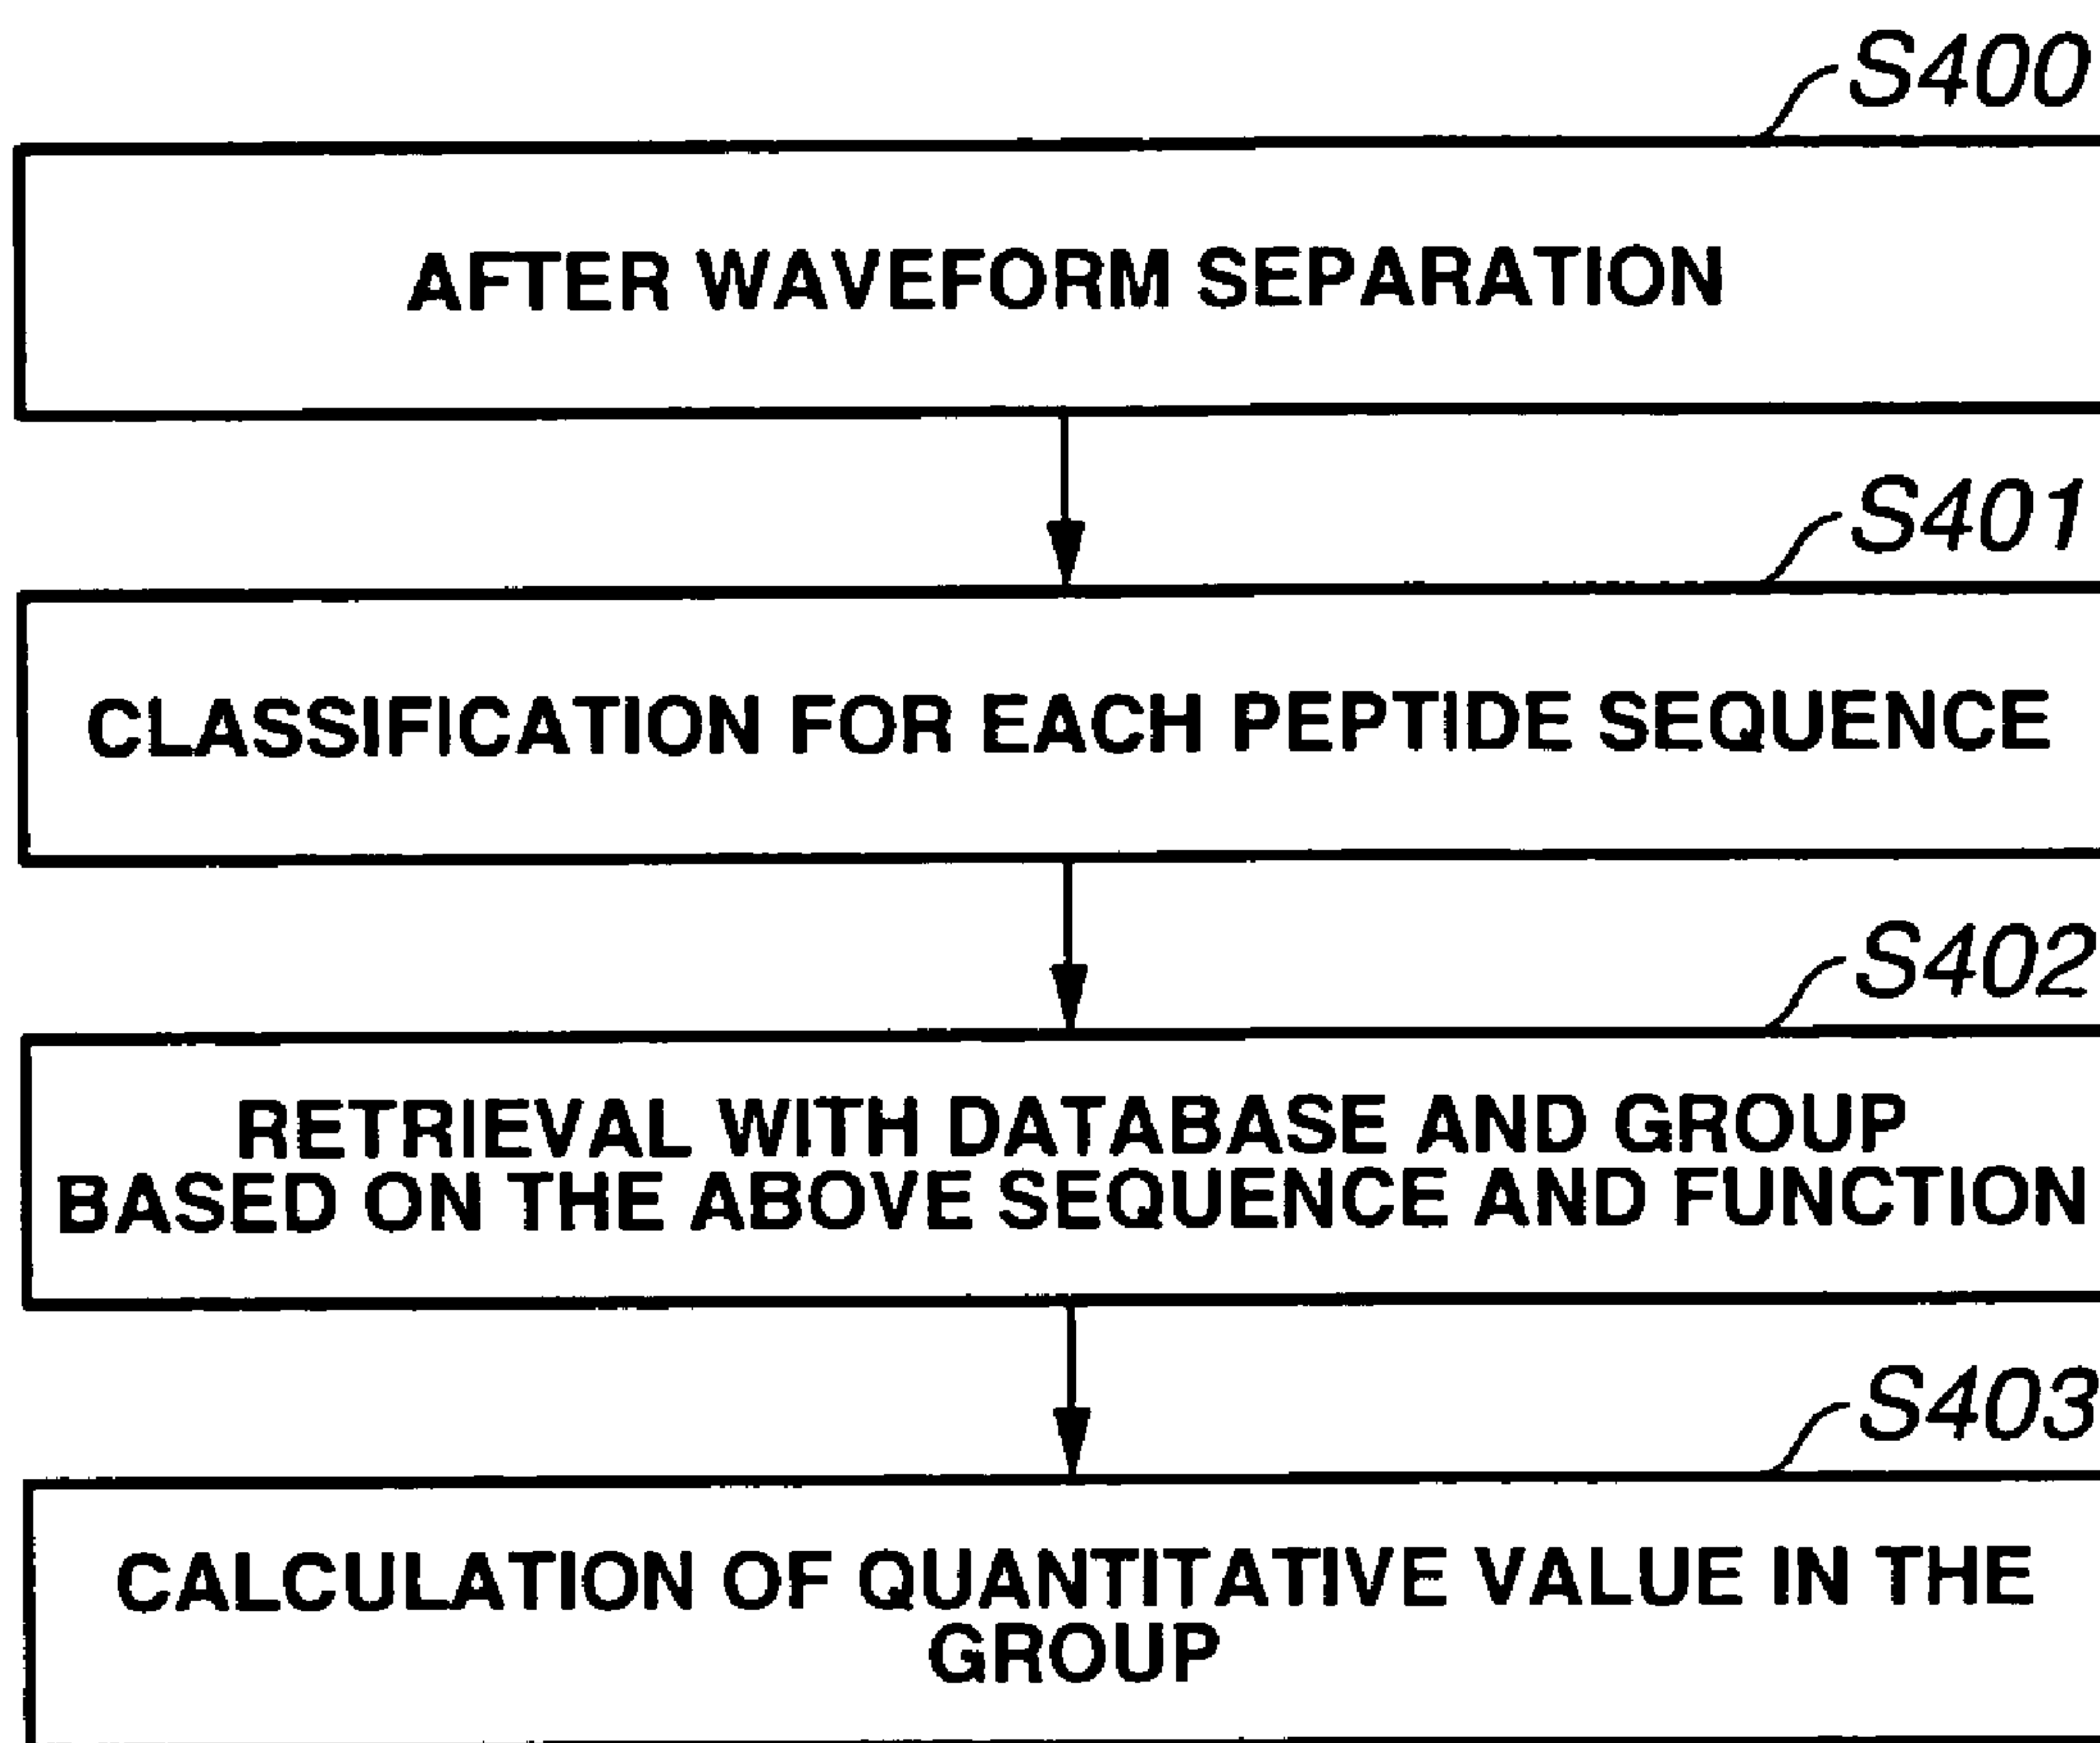 S400
AFTER WAVEFORM SEPARATION
S401
CLASSIFICATION FOR EACH PEPTIDE SEQUENCE
S402
RETRIEVAL WITH DATABASE AND GROUP
BASED ON THE ABOVE SEQUENCE AND FUNCTION
S403
CALCULATION OF QUANTITATIVE VALUE IN THE
GROUP